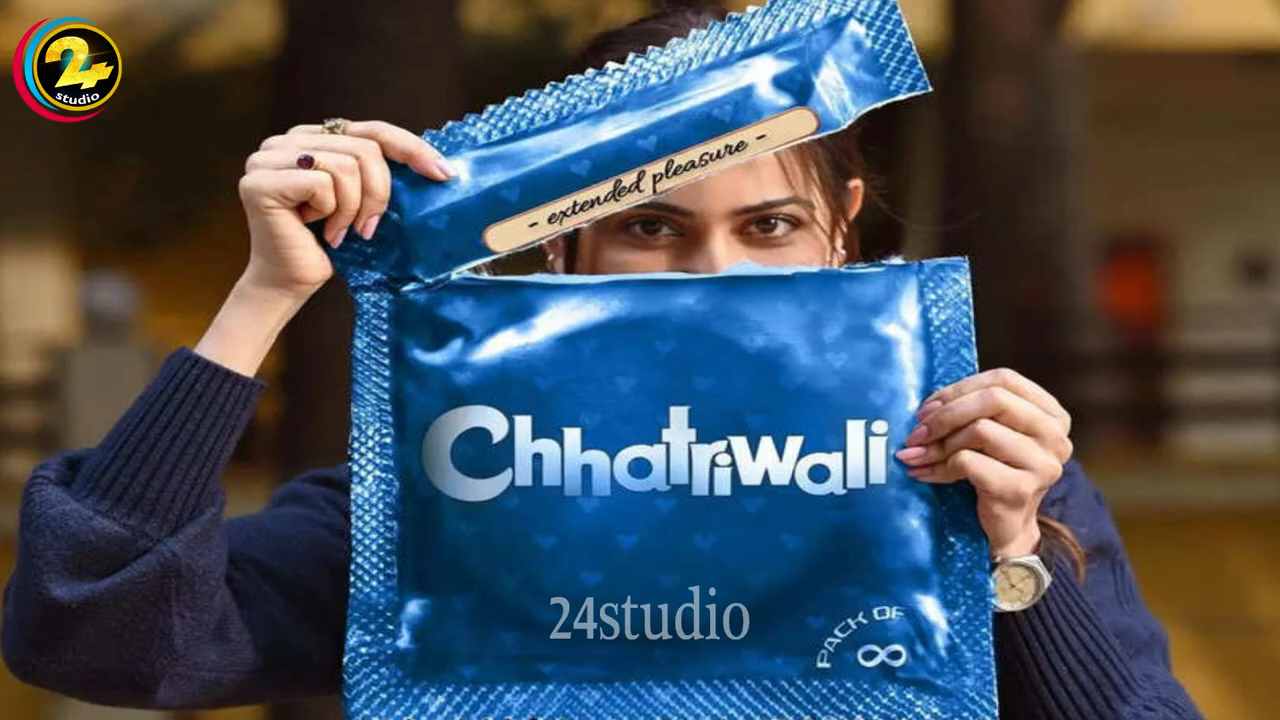 24
studio
- extended pleasure -
Chhatriwali
24studio
PACK OF
∞